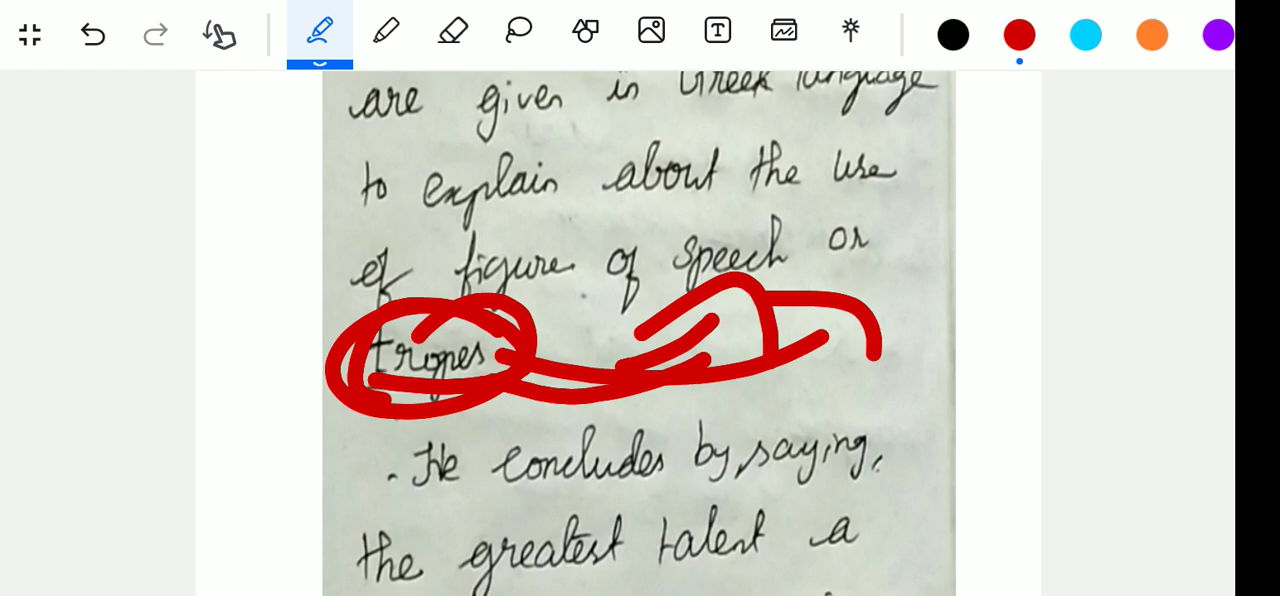 are given in Greek language
to explain about the use
of figure of speech or
tropes
. He concludes by, saying,
the greatest talent a